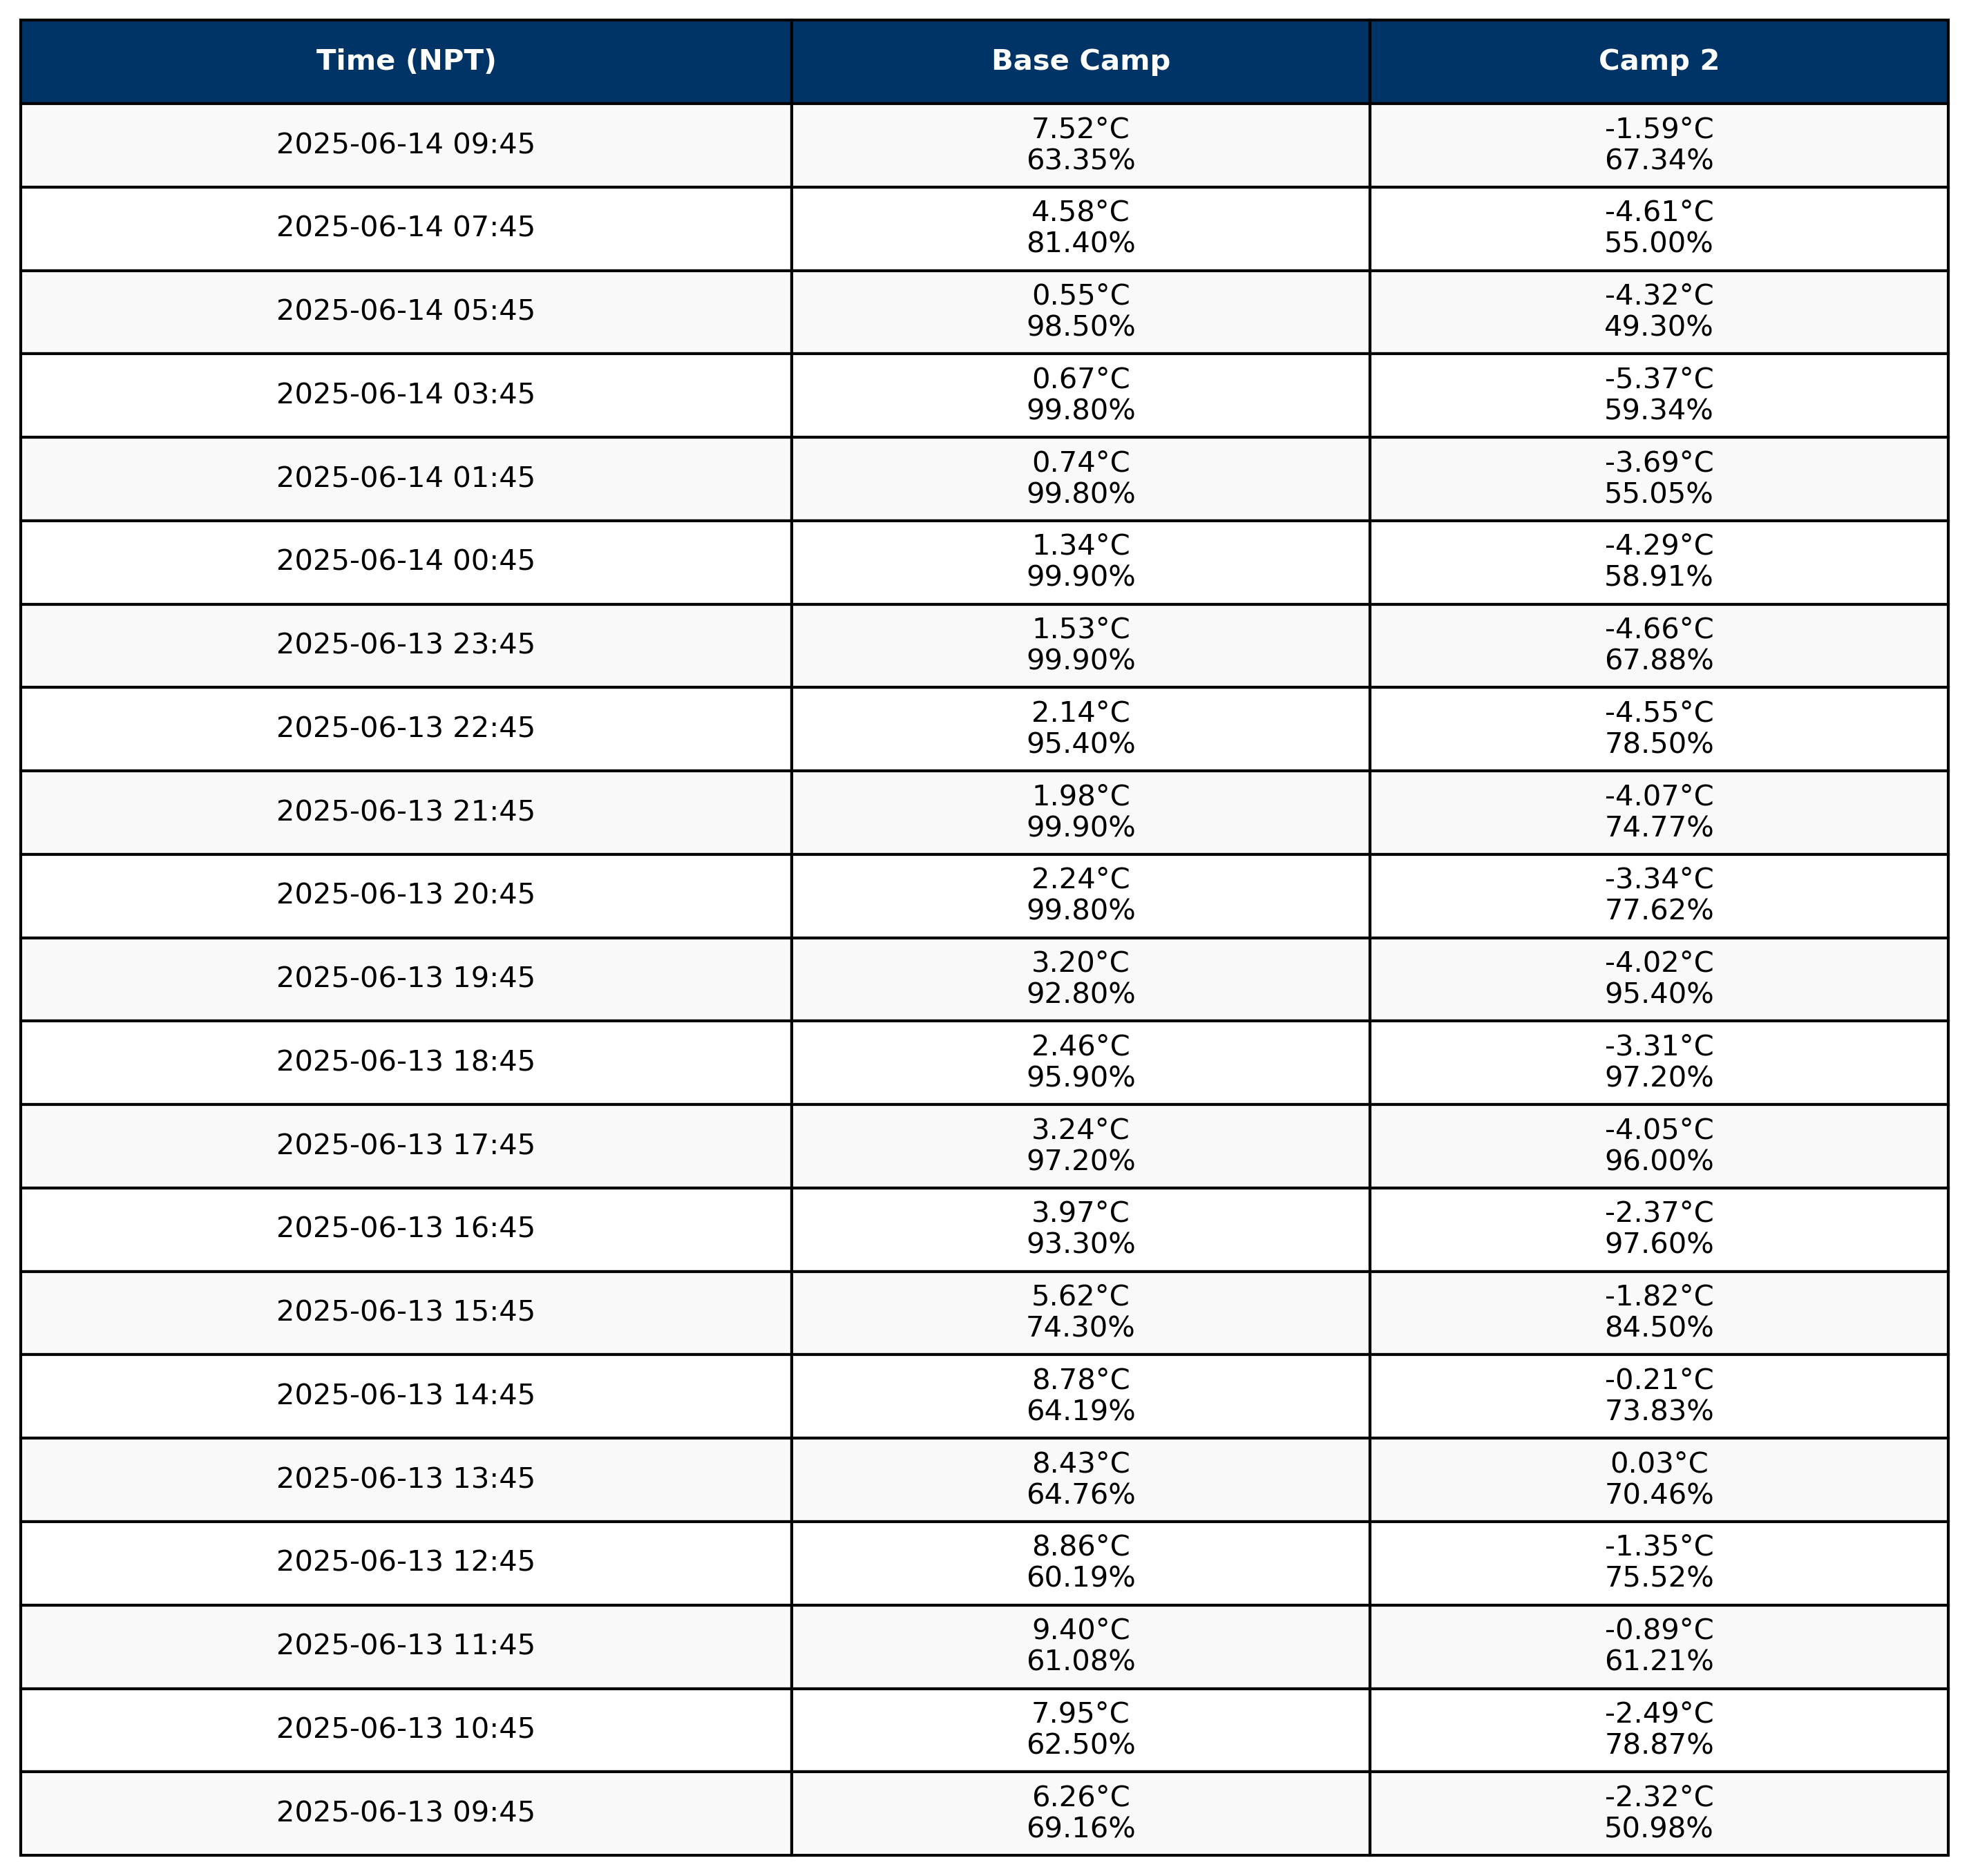 Time (NPT) Base Camp Camp 2
2025-06-14 09:45 7.52°C -1.59°C
63.35% 67.34%
2025-06-14 07:45 4.58°C -4.61°C
81.40% 55.00%
2025-06-14 05:45 0.55°C -4.32°C
98.50% 49.30%
2025-06-14 03:45 0.67°C -5.37°C
99.80% 59.34%
2025-06-14 01:45 0.74°C -3.69°C
99.80% 55.05%
2025-06-14 00:45 1.34°C -4.29°C
99.90% 58.91%
2025-06-13 23:45 1.53°C -4.66°C
99.90% 67.88%
2025-06-13 22:45 2.14°C -4.55°C
95.40% 78.50%
2025-06-13 21:45 1.98°C -4.07°C
99.90% 74.77%
2025-06-13 20:45 2.24°C -3.34°C
99.80% 77.62%
2025-06-13 19:45 3.20°C -4.02°C
92.80% 95.40%
2025-06-13 18:45 2.46°C -3.31°C
95.90% 97.20%
2025-06-13 17:45 3.24°C -4.05°C
97.20% 96.00%
2025-06-13 16:45 3.97°C -2.37°C
93.30% 97.60%
2025-06-13 15:45 5.62°C -1.82°C
74.30% 84.50%
2025-06-13 14:45 8.78°C -0.21°C
64.19% 73.83%
2025-06-13 13:45 8.43°C 0.03°C
64.76% 70.46%
2025-06-13 12:45 8.86°C -1.35°C
60.19% 75.52%
2025-06-13 11:45 9.40°C -0.89°C
61.08% 61.21%
2025-06-13 10:45 7.95°C -2.49°C
62.50% 78.87%
2025-06-13 09:45 6.26°C -2.32°C
69.16% 50.98%